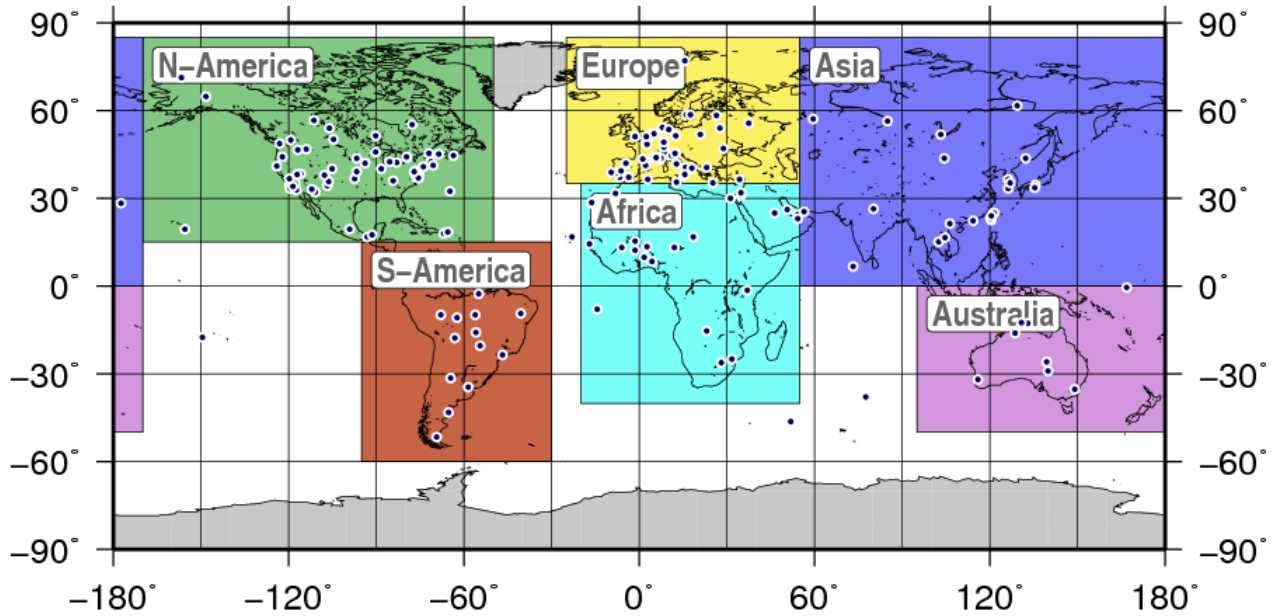 90° 90°
N−America Europe Asia
60° 60°
30° 30°
Africa
S−America
0° 0°
Australia
−30° −30°
−60° −60°
−90° −90°
−180° −120° −60° 0° 60° 120° 180°